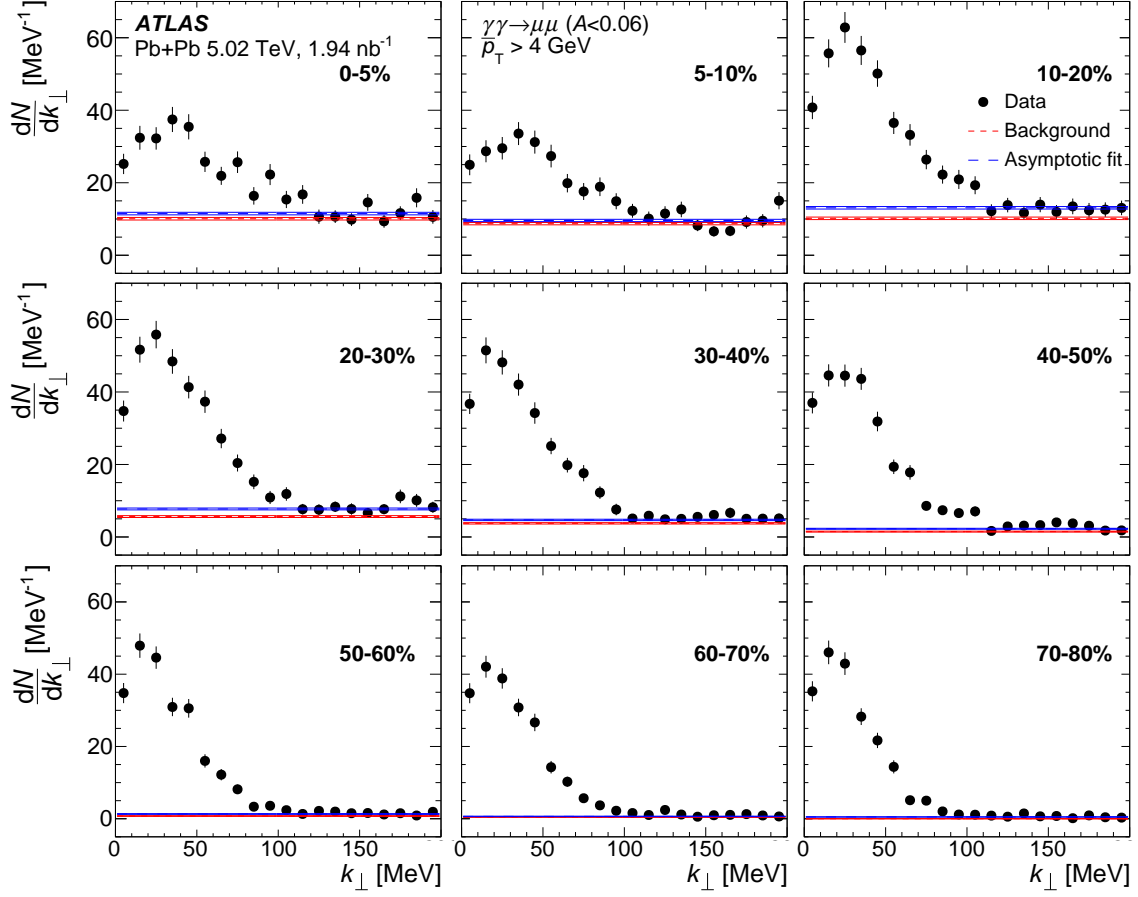 ATLAS
Pb+Pb 5.02 TeV, 1.94 nb⁻¹
0-5%
γγ→μμ (A<0.06)
p̅_T > 4 GeV
5-10%
10-20%
Data
Background
Asymptotic fit
dN/dk⊥ [MeV⁻¹]
60
40
20
0
20-30%
30-40%
40-50%
dN/dk⊥ [MeV⁻¹]
60
40
20
0
50-60%
60-70%
70-80%
dN/dk⊥ [MeV⁻¹]
60
40
20
0
0 50 100 150
0 50 100 150
0 50 100 150
k⊥ [MeV]
k⊥ [MeV]
k⊥ [MeV]